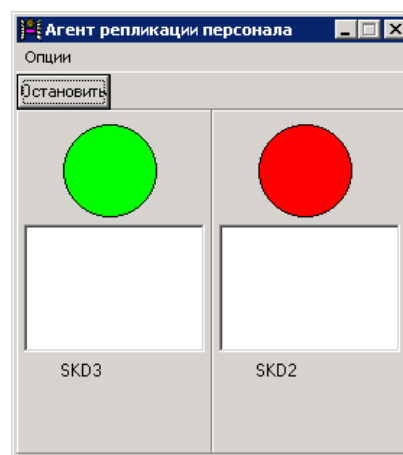 Агент репликации персонала
Опции
Остановить
SKD3
SKD2